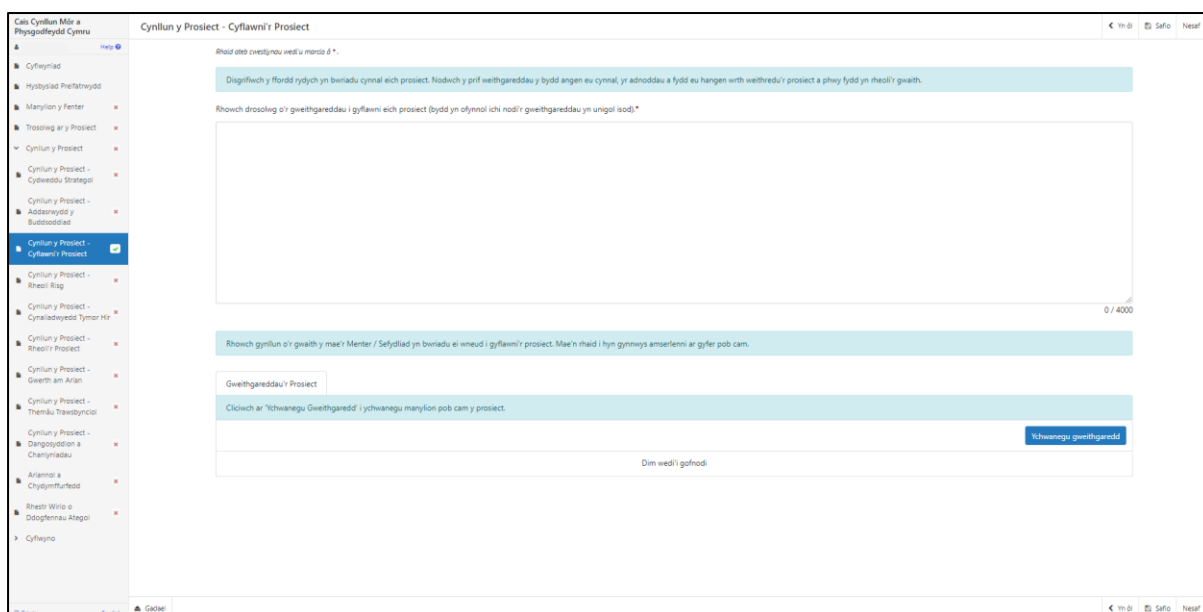 Cais Cynllun Môr a
Physgodfeydd Cymru
Help
Cyflwyniad
Hysbysiad Preifatrwydd
Manylion y Fenter
Trosolwg ar y Prosiect
Cynllun y Prosiect
Cynllun y Prosiect -
Cydweddu Strategol
Cynllun y Prosiect -
Addasrwydd y
Buddsoddiad
Cynllun y Prosiect -
Cyflawni'r Prosiect
Cynllun y Prosiect -
Rheoli Risg
Cynllun y Prosiect -
Cynaliadwyedd Tymor Hir
Cynllun y Prosiect -
Rheoli'r Prosiect
Cynllun y Prosiect -
Gwerth am Arian
Cynllun y Prosiect -
Themâu Trawsbynciol
Cynllun y Prosiect -
Dangosyddion a
Chanlyniadau
Ariannol a
Chydymffurfedd
Rhestr Wirio o
Ddogfennau Ategol
Cyflwyno
Cynllun y Prosiect - Cyflawni'r Prosiect
Yn ôl Safio Nesaf
Rhaid ateb cwestiynau wedi'u marcio â * .
Disgrifiwch y ffordd rydych yn bwriadu cynnal eich prosiect. Nodwch y prif weithgareddau y bydd angen eu cynnal, yr adnoddau a fydd eu hangen wrth weithredu'r prosiect a phwy fydd yn rheoli'r gwaith.
Rhowch drosolwg o'r gweithgareddau i gyflawni eich prosiect (bydd yn ofynnol ichi nodi'r gweithgareddau yn unigol isod).*
0 / 4000
Rhowch gynllun o'r gwaith y mae'r Menter / Sefydliad yn bwriadu ei wneud i gyflawni'r prosiect. Mae'n rhaid i hyn gynnwys amserlenni ar gyfer pob cam.
Gweithgareddau'r Prosiect
Cliciwch ar 'Ychwanegu Gweithgaredd' i ychwanegu manylion pob cam y prosiect.
Ychwanegu gweithgaredd
Dim wedi'i gofnodi
Gadael
Yn ôl Safio Nesaf